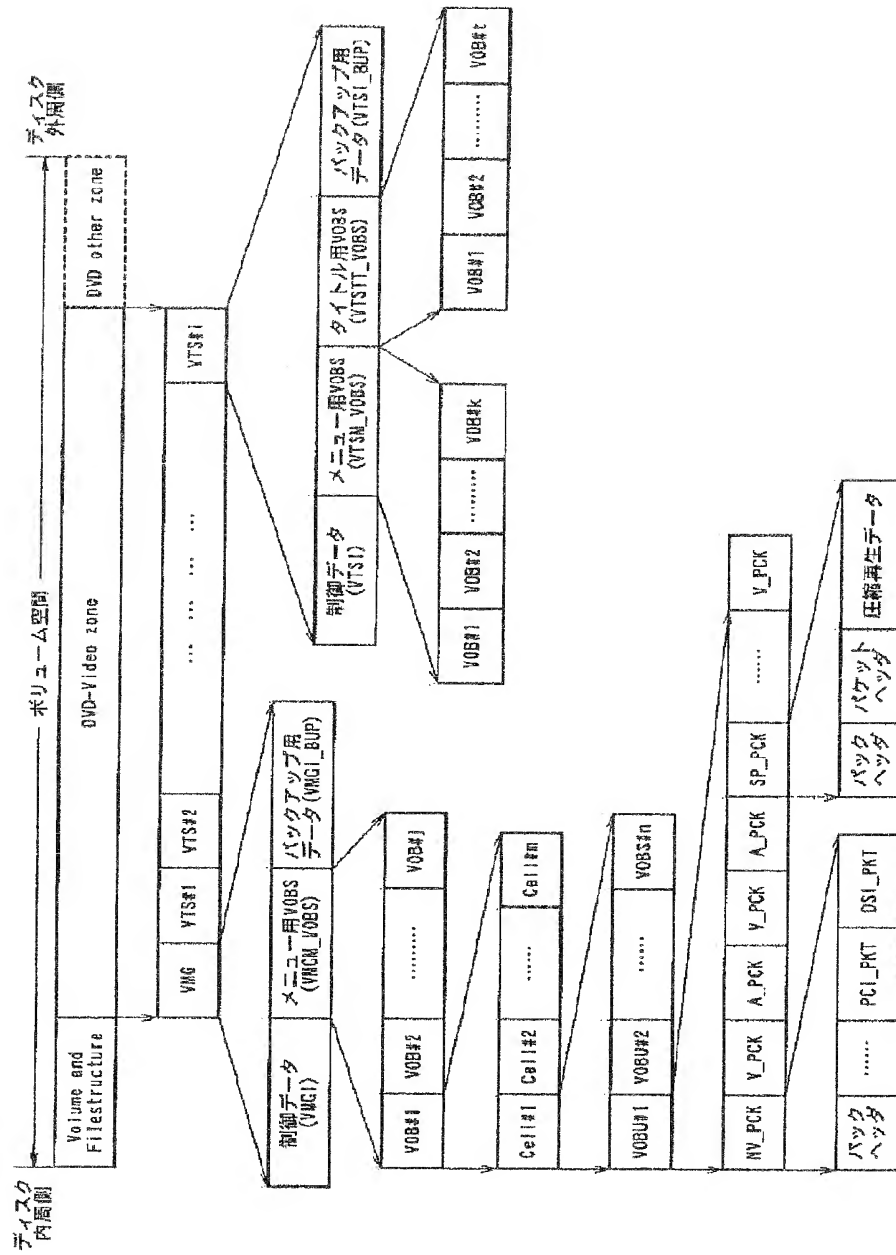 ディスク
内周側
ボリューム空間
ディスク
外周側
Volume and
Filestructure
DVD-Video zone
DVD other zone
VMG
VTS#1
VTS#2
... ... ... ...
VTS#i
制御データ
(VMGI)
メニュー用VOBS
(VMGM_VOBS)
バックアップ用
データ(VMGI_BUP)
制御データ
(VTSI)
メニュー用VOBS
(VTSM_VOBS)
タイトル用VOBS
(VTSTT_VOBS)
バックアップ用
データ(VTSI_BUP)
VOB#1
VOB#2
.........
VOB#j
VOB#1
VOB#2
.........
VOB#k
VOB#1
VOB#2
.........
VOB#t
Cell#1
Cell#2
......
Cell#m
VOBU#1
VOBU#2
......
VOBS#n
NV_PCK
V_PCK
A_PCK
V_PCK
A_PCK
SP_PCK
......
V_PCK
パック
ヘッダ
......
PCI_PKT
DSI_PKT
パック
ヘッダ
パケット
ヘッダ
圧縮再生データ